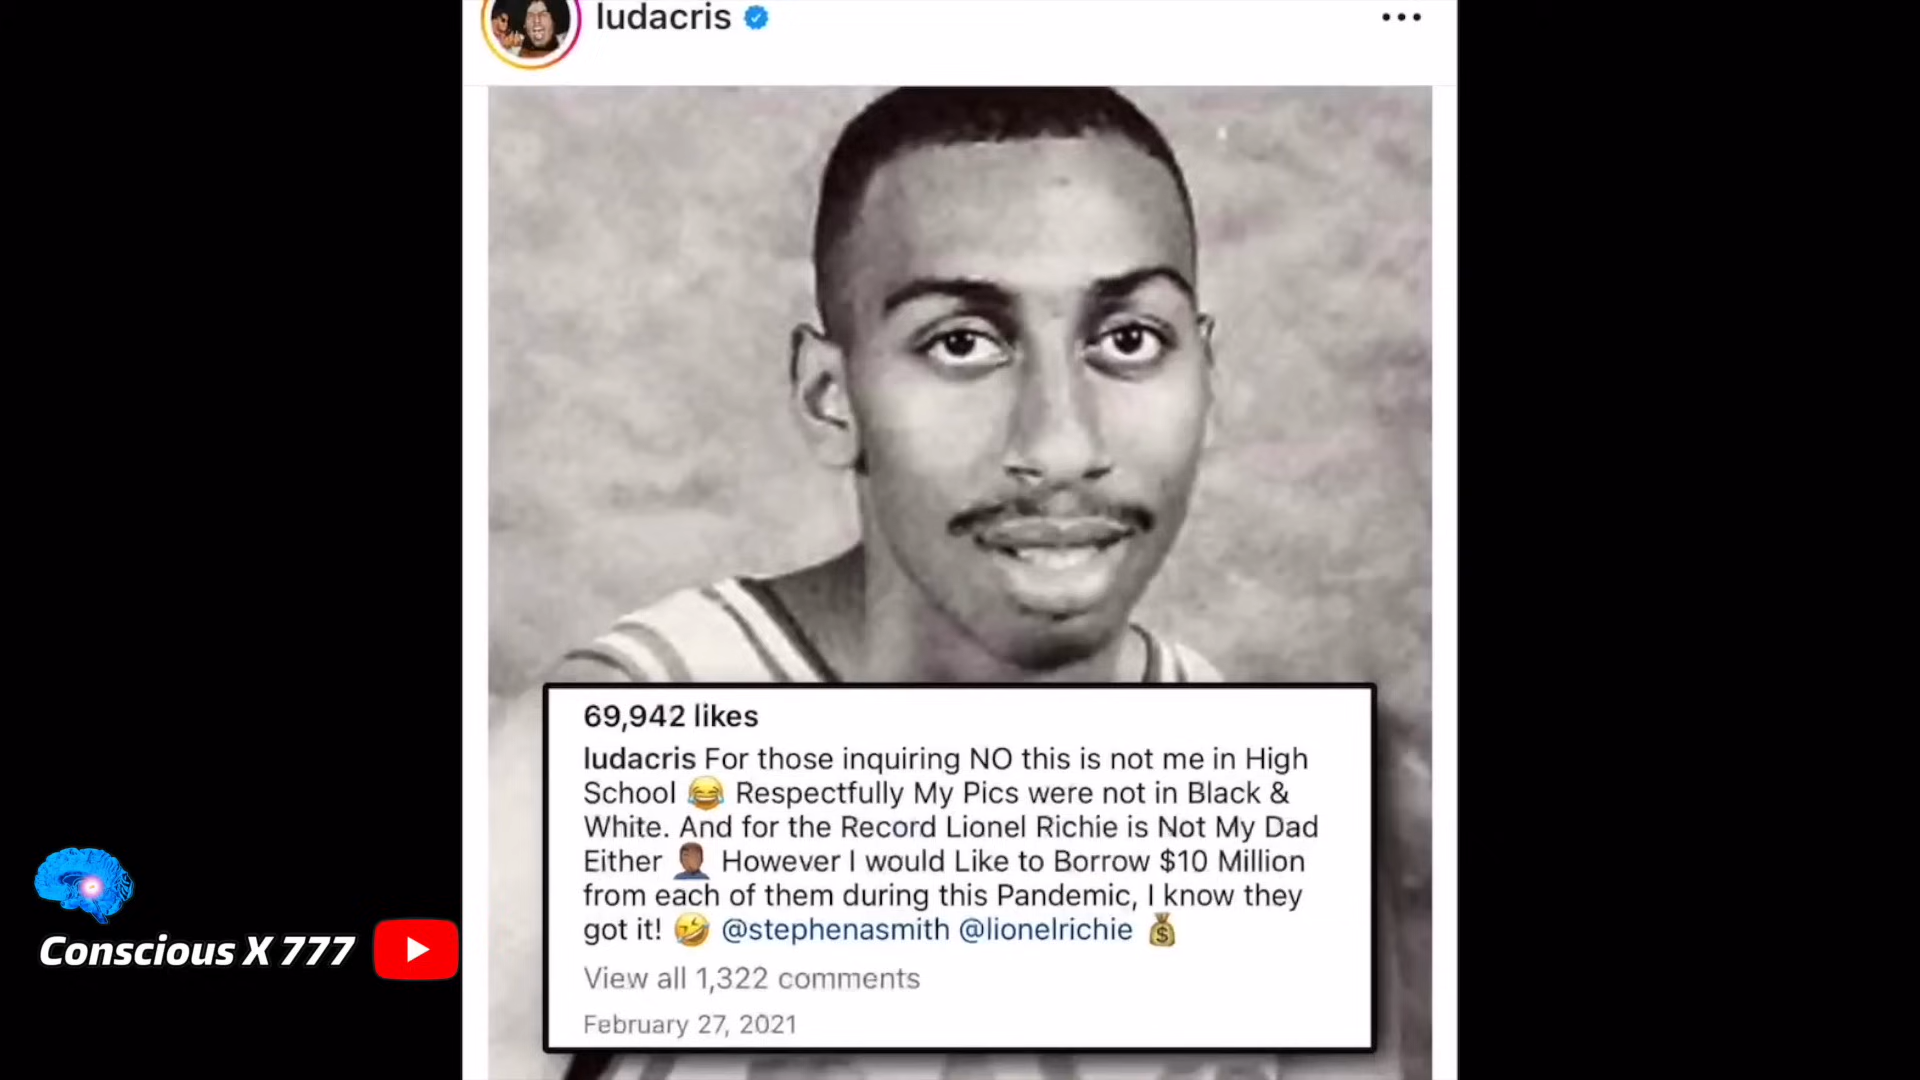 ludacris
69,942 likes
ludacris For those inquiring NO this is not me in High
School 😂 Respectfully My Pics were not in Black &
White. And for the Record Lionel Richie is Not My Dad
Either 🤦🏾‍♂️ However I would Like to Borrow $10 Million
from each of them during this Pandemic, I know they
got it! 🤣 @stephenasmith @lionelrichie 💰
View all 1,322 comments
February 27, 2021
Conscious X 777